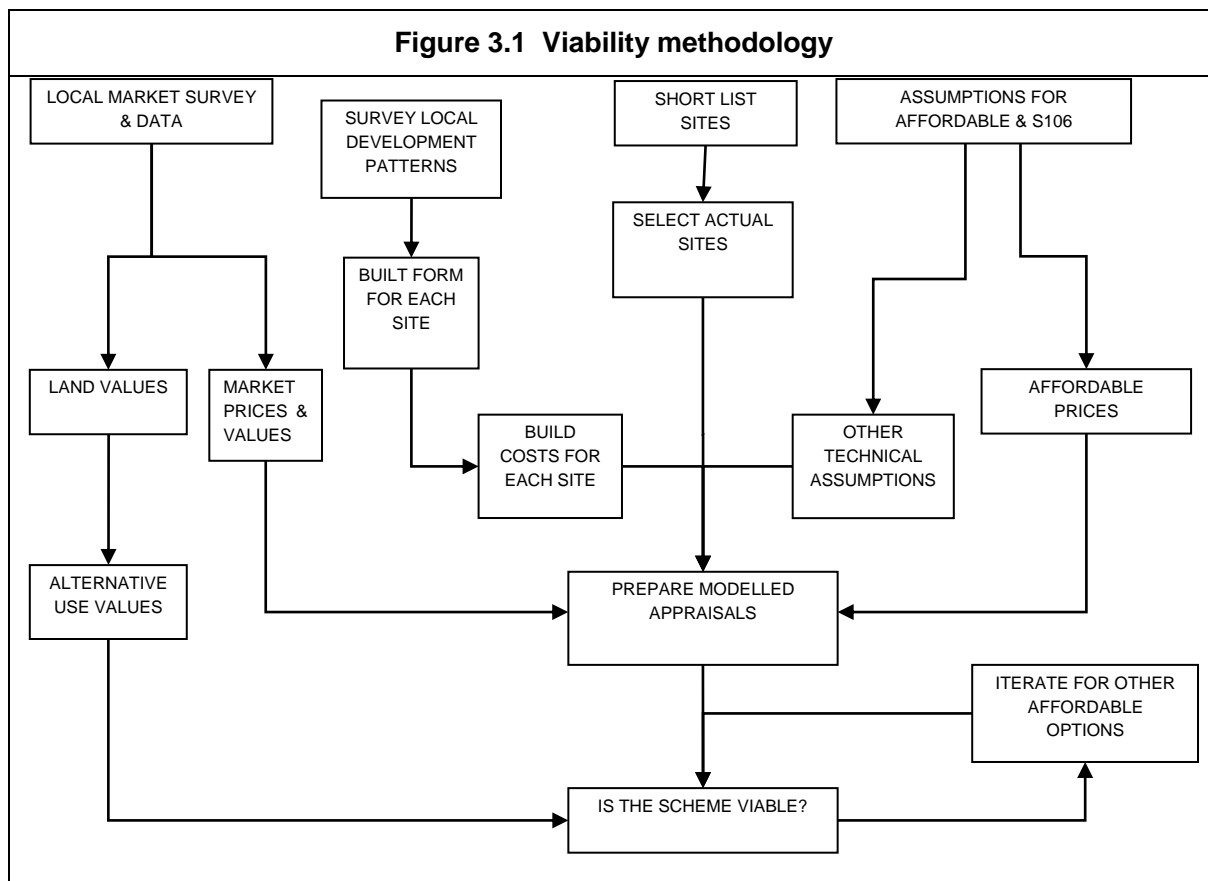 Figure 3.1 Viability methodology
LOCAL MARKET SURVEY
& DATA
SURVEY LOCAL
DEVELOPMENT
PATTERNS
SHORT LIST
SITES
ASSUMPTIONS FOR
AFFORDABLE & S106
SELECT ACTUAL
SITES
BUILT FORM
FOR EACH
SITE
LAND VALUES
MARKET
PRICES &
VALUES
BUILD
COSTS FOR
EACH SITE
OTHER
TECHNICAL
ASSUMPTIONS
AFFORDABLE
PRICES
ALTERNATIVE
USE VALUES
PREPARE MODELLED
APPRAISALS
ITERATE FOR OTHER
AFFORDABLE
OPTIONS
IS THE SCHEME VIABLE?